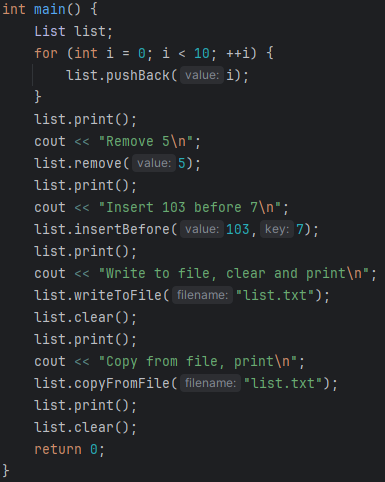 int main() {
    List list;
    for (int i = 0; i < 10; ++i) {
        list.pushBack( value: i);
    }
    list.print();
    cout << "Remove 5\n";
    list.remove( value: 5);
    list.print();
    cout << "Insert 103 before 7\n";
    list.insertBefore( value: 103, key: 7);
    list.print();
    cout << "Write to file, clear and print\n";
    list.writeToFile( filename: "list.txt");
    list.clear();
    list.print();
    cout << "Copy from file, print\n";
    list.copyFromFile( filename: "list.txt");
    list.print();
    list.clear();
    return 0;
}